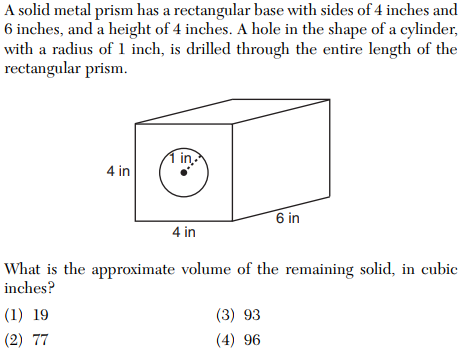 A solid metal prism has a rectangular base with sides of 4 inches and
6 inches, and a height of 4 inches. A hole in the shape of a cylinder,
with a radius of 1 inch, is drilled through the entire length of the
rectangular prism.
1 in
4 in
6 in
4 in
What is the approximate volume of the remaining solid, in cubic
inches?
(1) 19 (3) 93
(2) 77 (4) 96